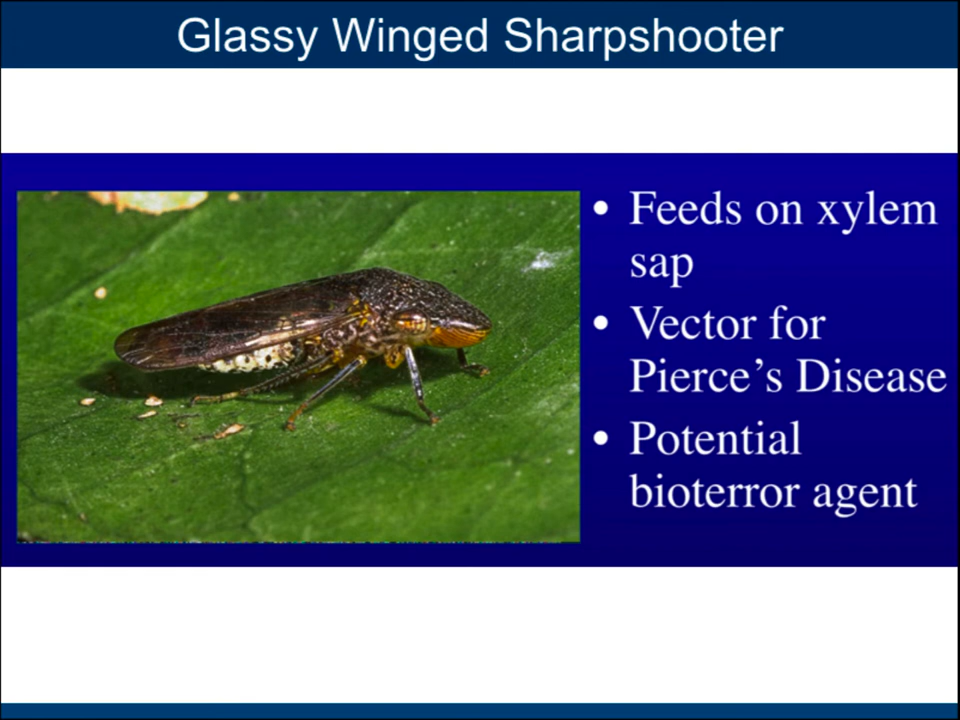 Glassy Winged Sharpshooter
• Feeds on xylem
sap
• Vector for
Pierce’s Disease
• Potential
bioterror agent